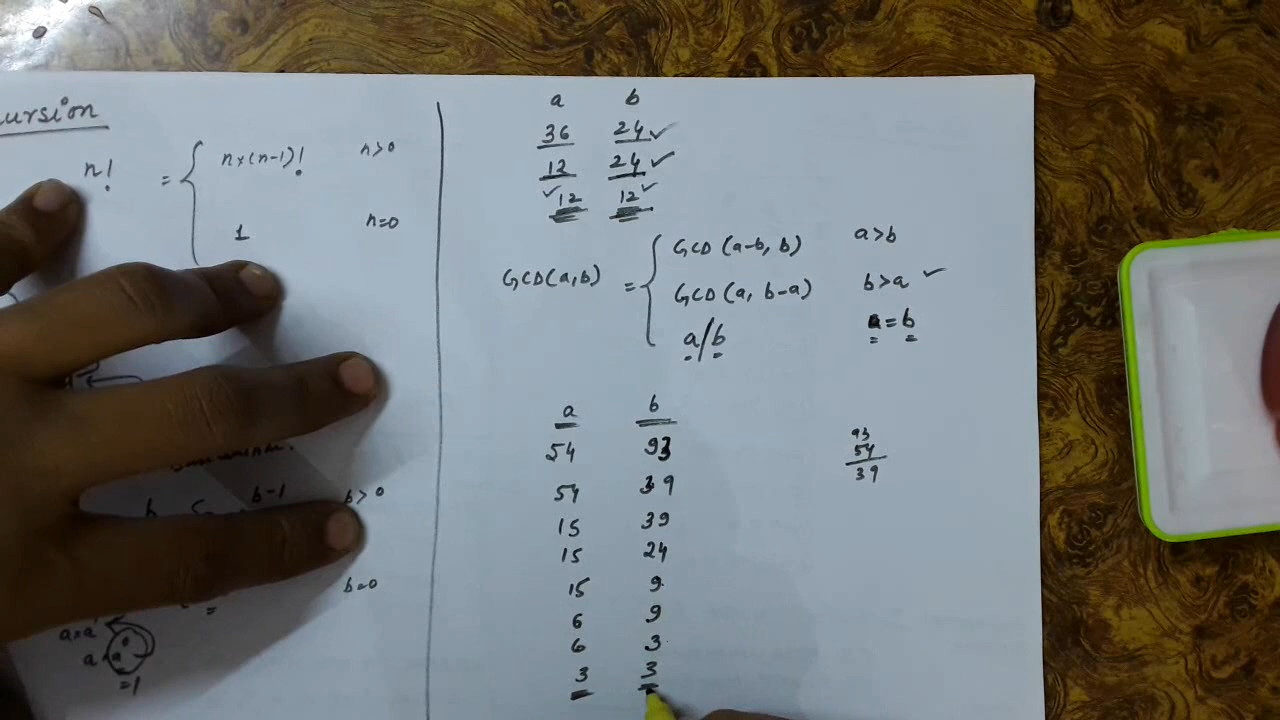 ursion
n! = n×(n-1)! n>0
1 n=0
b-1 b>0
b=0
a
=1
a b
36 24 ✓
12 24 ✓
✓12 12✓
GCD(a,b) = GCD(a-b, b) a>b
GCD(a, b-a) b>a ✓
a/b a=b
a b
54 93
54 39
15 39
15 24
15 9
6 9
6 3
3 3
93
54
39